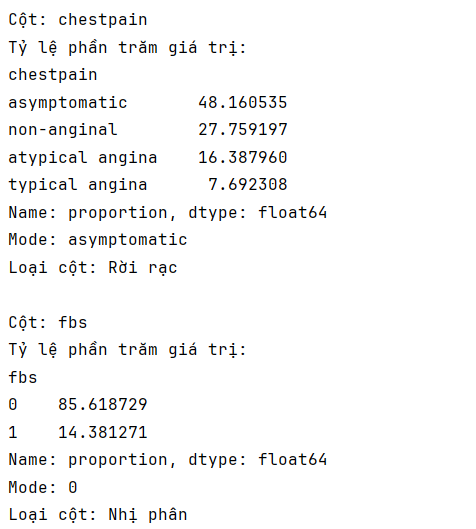 Cột: chestpain
Tỷ lệ phần trăm giá trị:
chestpain
asymptomatic       48.160535
non-anginal        27.759197
atypical angina    16.387960
typical angina      7.692308
Name: proportion, dtype: float64
Mode: asymptomatic
Loại cột: Rời rạc

Cột: fbs
Tỷ lệ phần trăm giá trị:
fbs
0    85.618729
1    14.381271
Name: proportion, dtype: float64
Mode: 0
Loại cột: Nhị phân